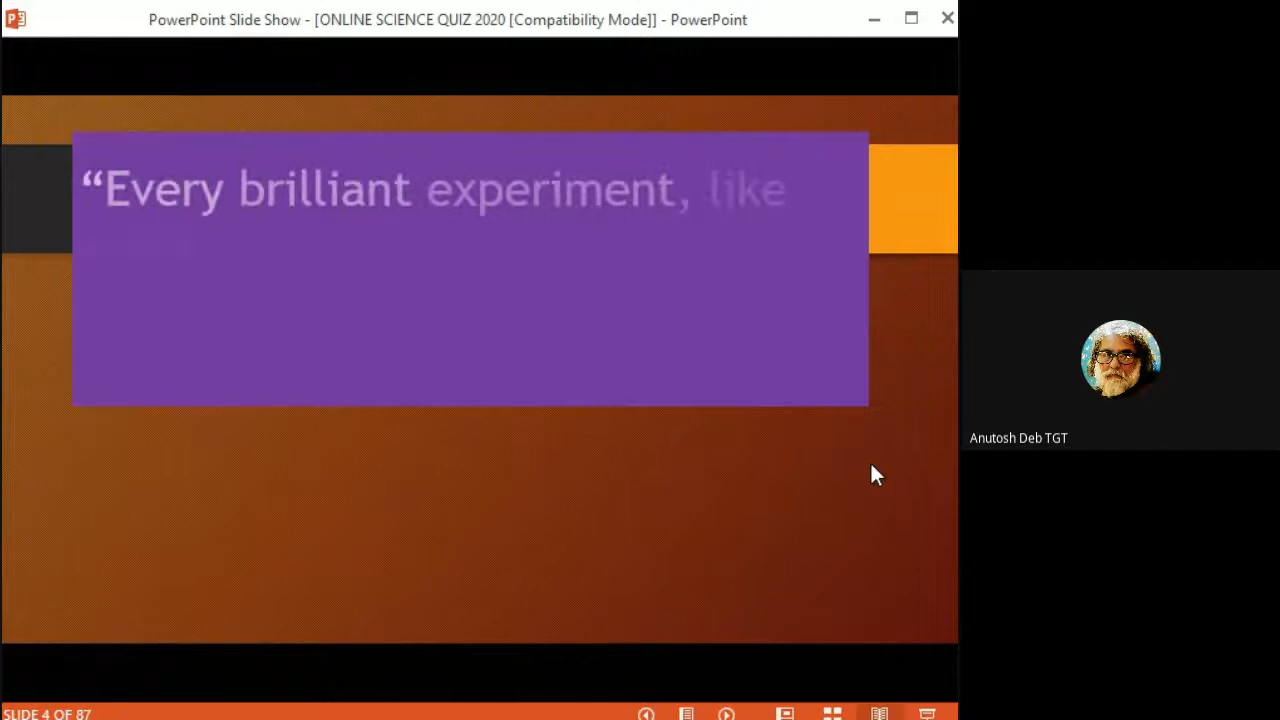 PowerPoint Slide Show - [ONLINE SCIENCE QUIZ 2020 [Compatibility Mode]] - PowerPoint
“Every brilliant experiment, like
Anutosh Deb TGT
SLIDE 4 OF 87